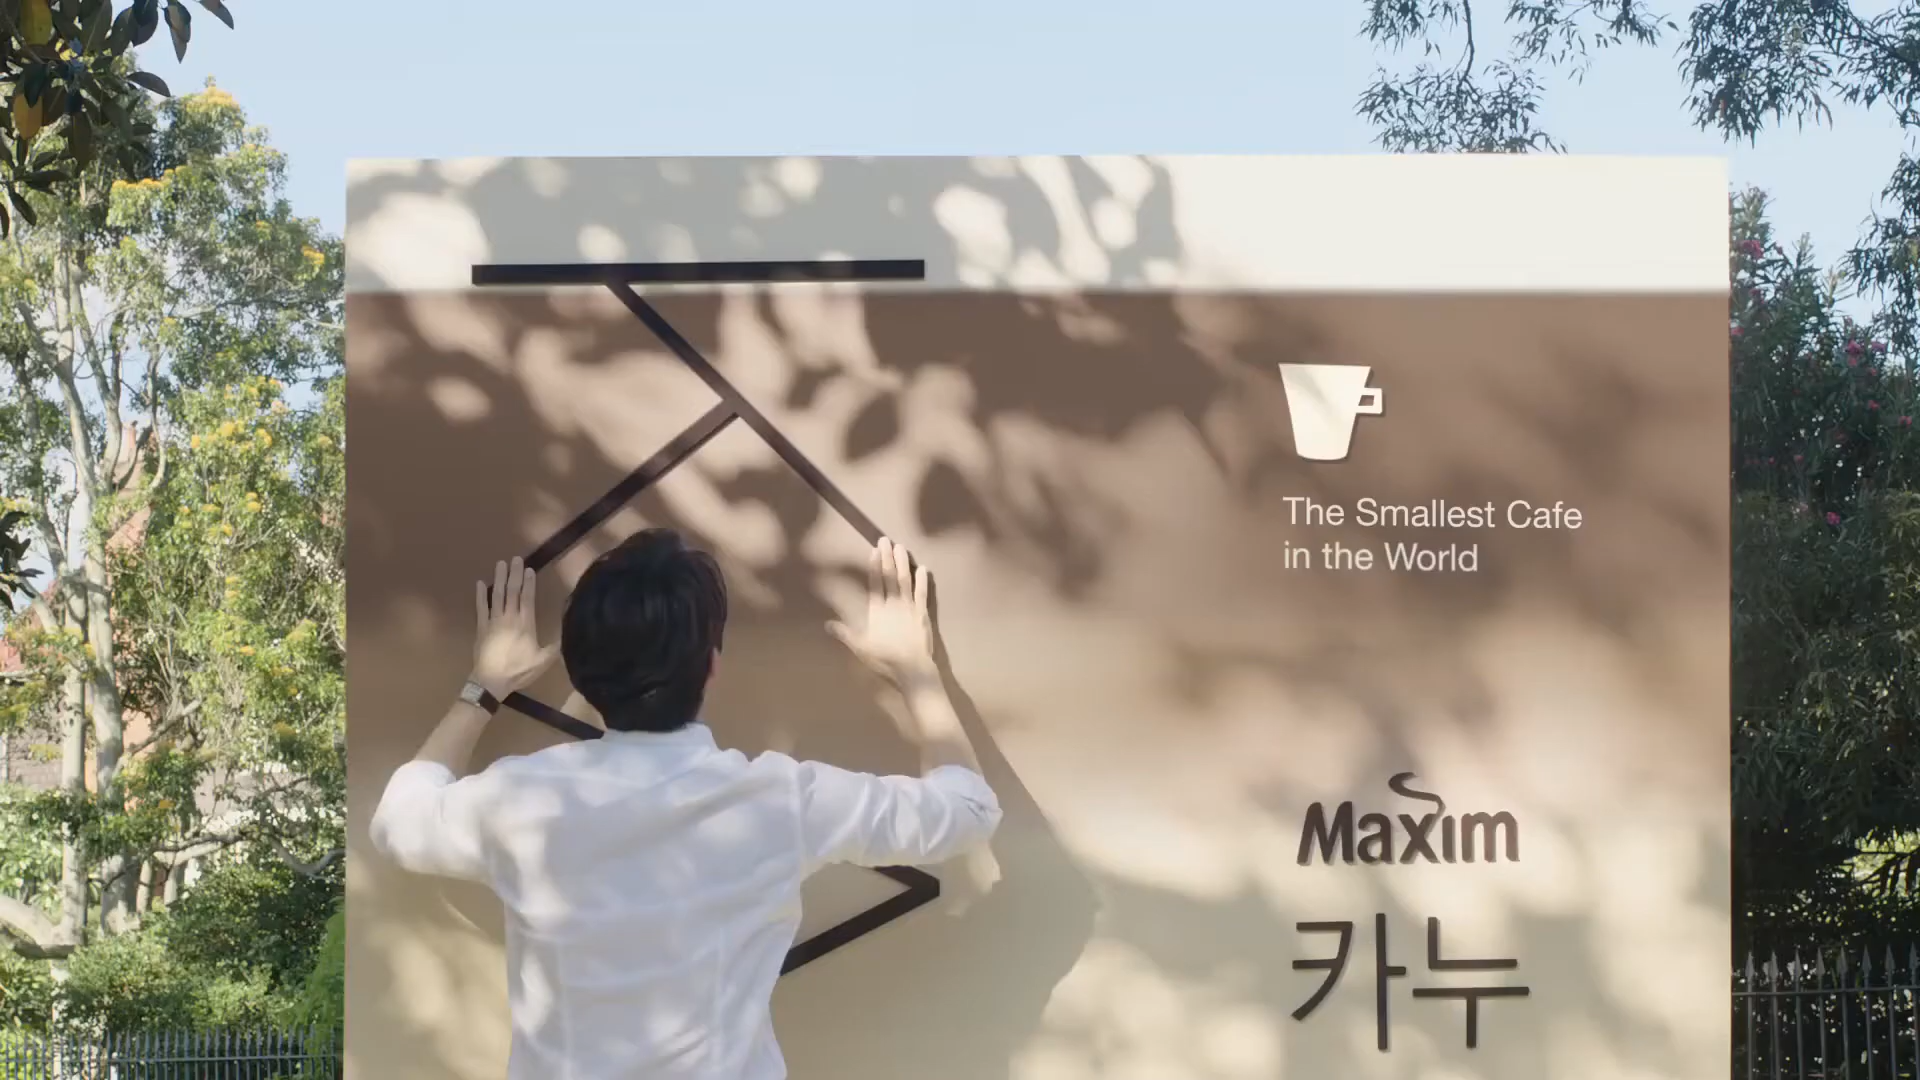 The Smallest Cafe
in the World
Maxim
카누